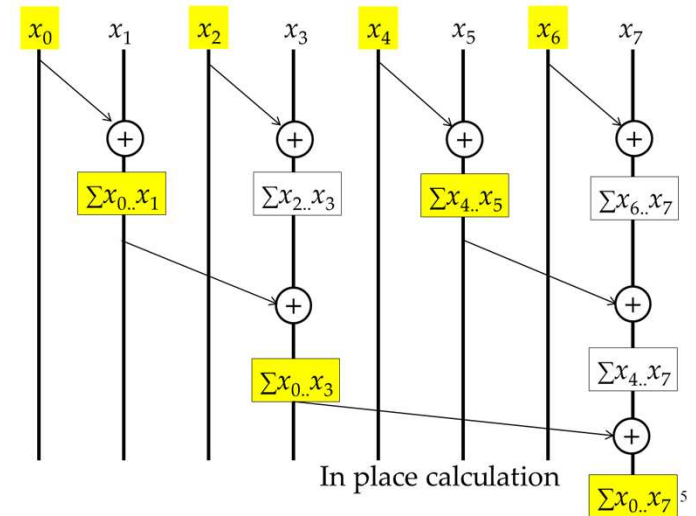 x₀ x₁ x₂ x₃ x₄ x₅ x₆ x₇
+ + + +
∑x₀..x₁ ∑x₂..x₃ ∑x₄..x₅ ∑x₆..x₇
+ +
∑x₀..x₃ ∑x₄..x₇
+
In place calculation
∑x₀..x₇ 5